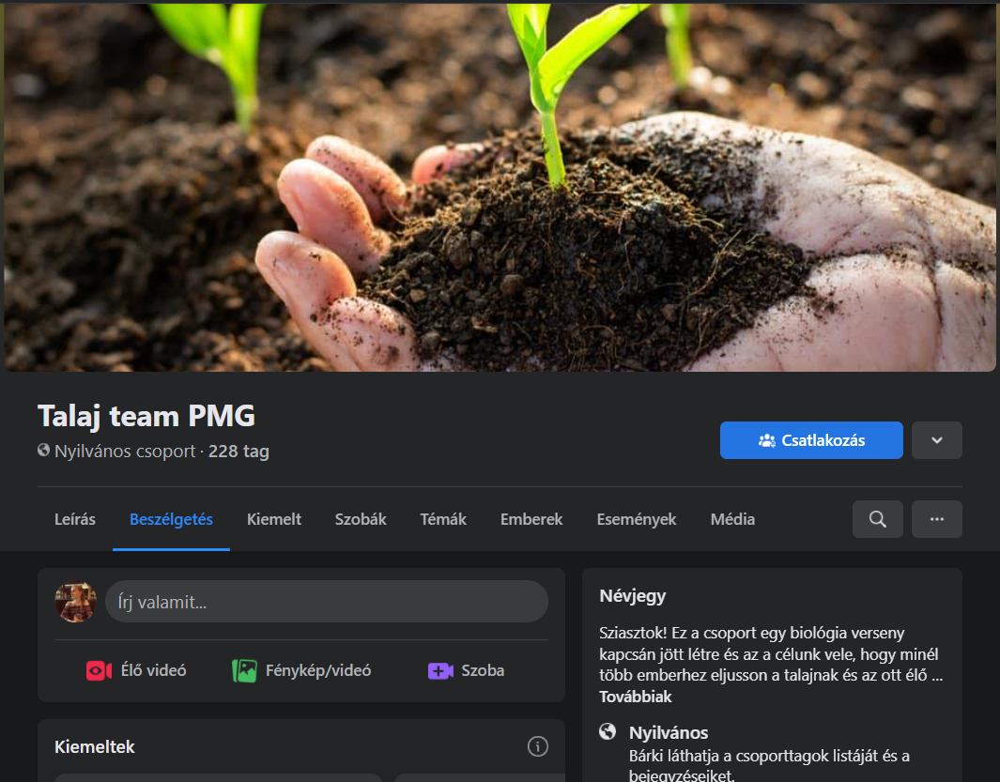 Talaj team PMG
Nyilvános csoport · 228 tag
Csatlakozás
Leírás Beszélgetés Kiemelt Szobák Témák Emberek Események Média
Írj valamit...
Élő videó Fénykép/videó Szoba
Kiemeltek
Névjegy
Sziasztok! Ez a csoport egy biológia verseny
kapcsán jött létre és az a célunk vele, hogy minél
több emberhez eljusson a talajnak és az ott élő ...
Továbbiak
Nyilvános
Bárki láthatja a csoporttagok listáját és a
bejegyzéseiket.